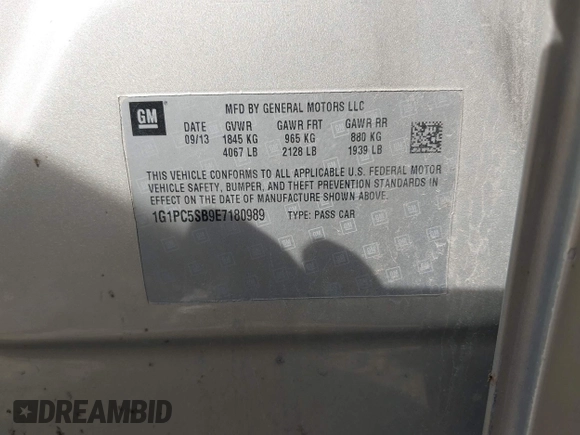 GM
MFD BY GENERAL MOTORS LLC
DATE GVWR GAWR FRT GAWR RR
09/13 1845 KG 965 KG 880 KG
4067 LB 2128 LB 1939 LB
THIS VEHICLE CONFORMS TO ALL APPLICABLE U.S. FEDERAL MOTOR
VEHICLE SAFETY, BUMPER, AND THEFT PREVENTION STANDARDS IN
EFFECT ON THE DATE OF MANUFACTURE SHOWN ABOVE.
1G1PC5SB9E7180989 TYPE: PASS CAR
DREAMBID